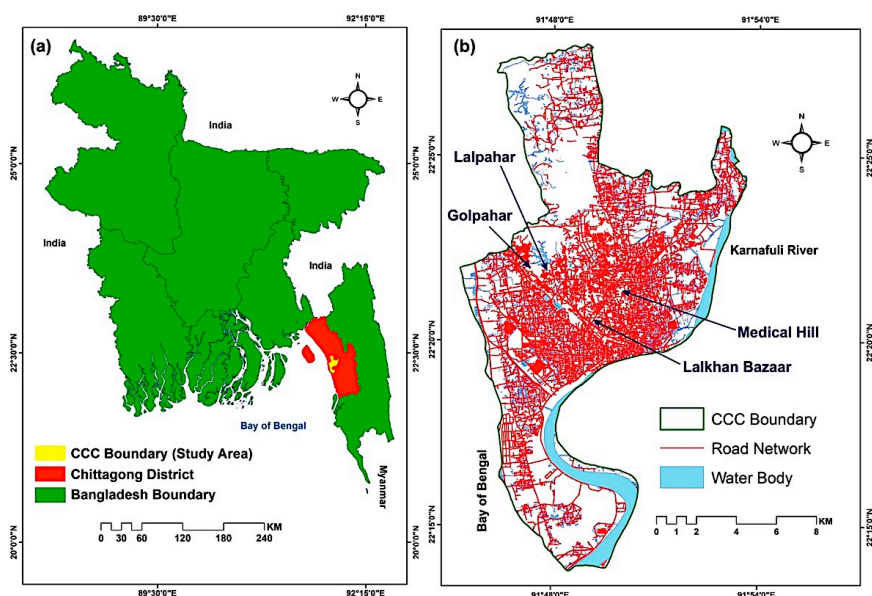 89°30'0"E
92°15'0"E
(a)
N
W
E
S
India
25°0'0"N
25°0'0"N
India
India
22°30'0"N
22°30'0"N
Bay of Bengal
CCC Boundary (Study Area)
Chittagong District
Bangladesh Boundary
Myanmar
KM
0 30 60 120 180 240
20°0'0"N
20°0'0"N
89°30'0"E
92°15'0"E
91°48'0"E
91°54'0"E
(b)
N
W
E
S
22°25'0"N
22°25'0"N
Lalpahar
Golpahar
Karnafuli River
22°20'0"N
22°20'0"N
Medical Hill
Lalkhan Bazaar
CCC Boundary
Road Network
Water Body
Bay of Bengal
KM
0 1 2 4 6 8
22°15'0"N
22°15'0"N
91°48'0"E
91°54'0"E